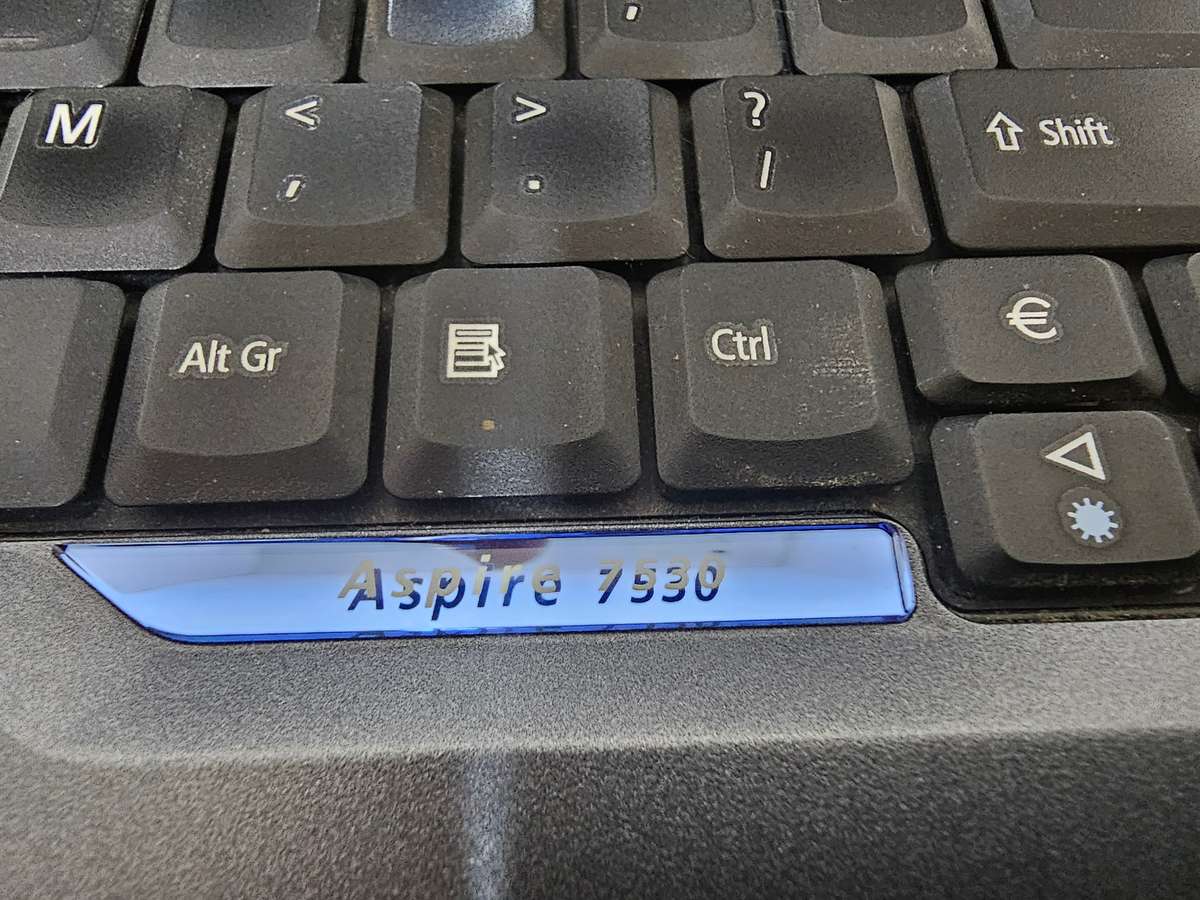 ,
M < > ? ⇧ Shift
, . /
Alt Gr Ctrl €
Aspire 7530